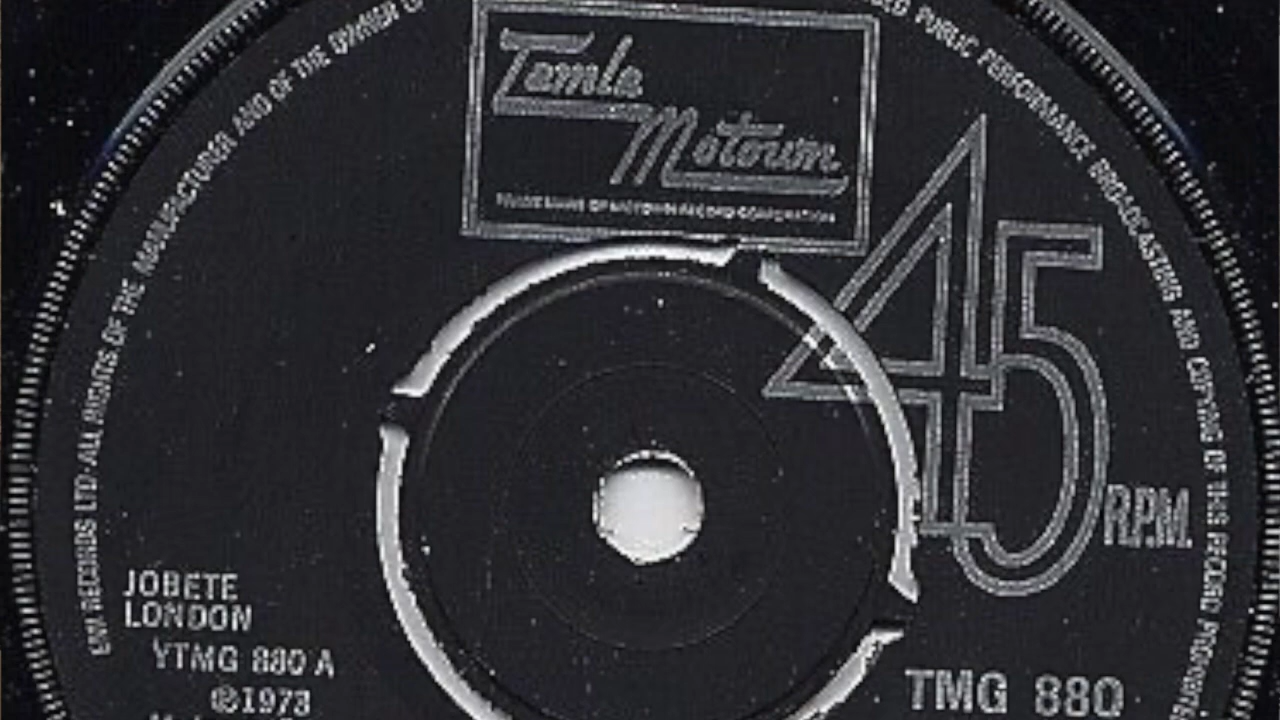 EMI RECORDS LTD·ALL RIGHTS OF THE MANUFACTURER AND OF THE OWNER OF
PUBLIC PERFORMANCE BROADCASTING AND COPYING OF THIS RECORD PROHIBITED
Tamla
Motown
TRADE MARK OF MOTOWN RECORD CORPORATION
45
R.P.M.
JOBETE
LONDON
YTMG 880 A
℗1973
TMG 880